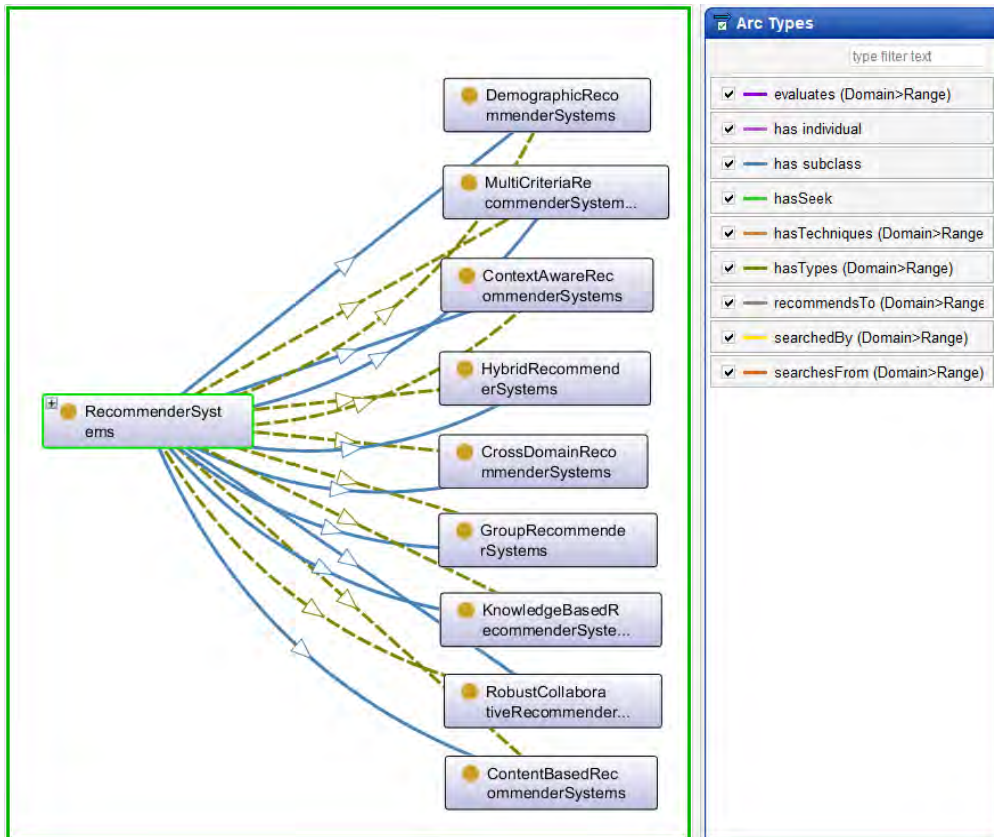 DemographicReco
mmenderSystems
MultiCriteriaRe
commenderSystem...
ContextAwareRec
ommenderSystems
HybridRecommend
erSystems
RecommenderSyst
ems
CrossDomainReco
mmenderSystems
GroupRecommende
rSystems
KnowledgeBasedR
ecommenderSyste...
RobustCollabora
tiveRecommender...
ContentBasedRec
ommenderSystems
Arc Types
type filter text
evaluates (Domain>Range)
has individual
has subclass
hasSeek
hasTechniques (Domain>Range
hasTypes (Domain>Range)
recommendsTo (Domain>Range
searchedBy (Domain>Range)
searchesFrom (Domain>Range)